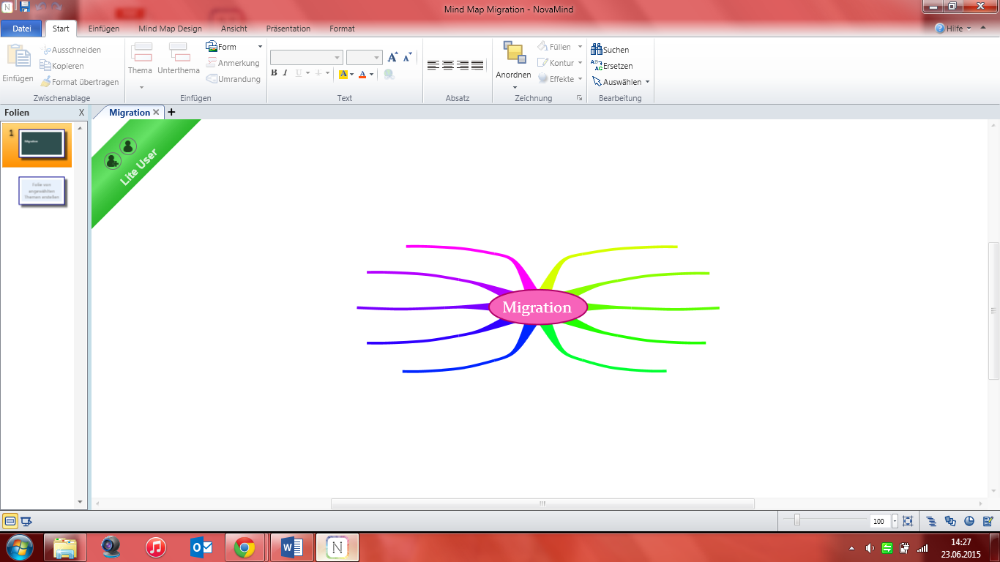 Mind Map Migration - NovaMind
Datei Start Einfügen Mind Map Design Ansicht Präsentation Format Hilfe
Einfügen Ausschneiden Kopieren Format übertragen
Zwischenablage
Thema Unterthema Form Anmerkung Umrandung
Einfügen
B I U T A A
Text
Absatz
Anordnen Füllen Kontur Effekte
Zeichnung
Suchen Ersetzen Auswählen
Bearbeitung
Folien X
Migration
1
Migration
Folie von
angewählten
Themen erstellen
Lite User
Migration
100
14:27
23.06.2015